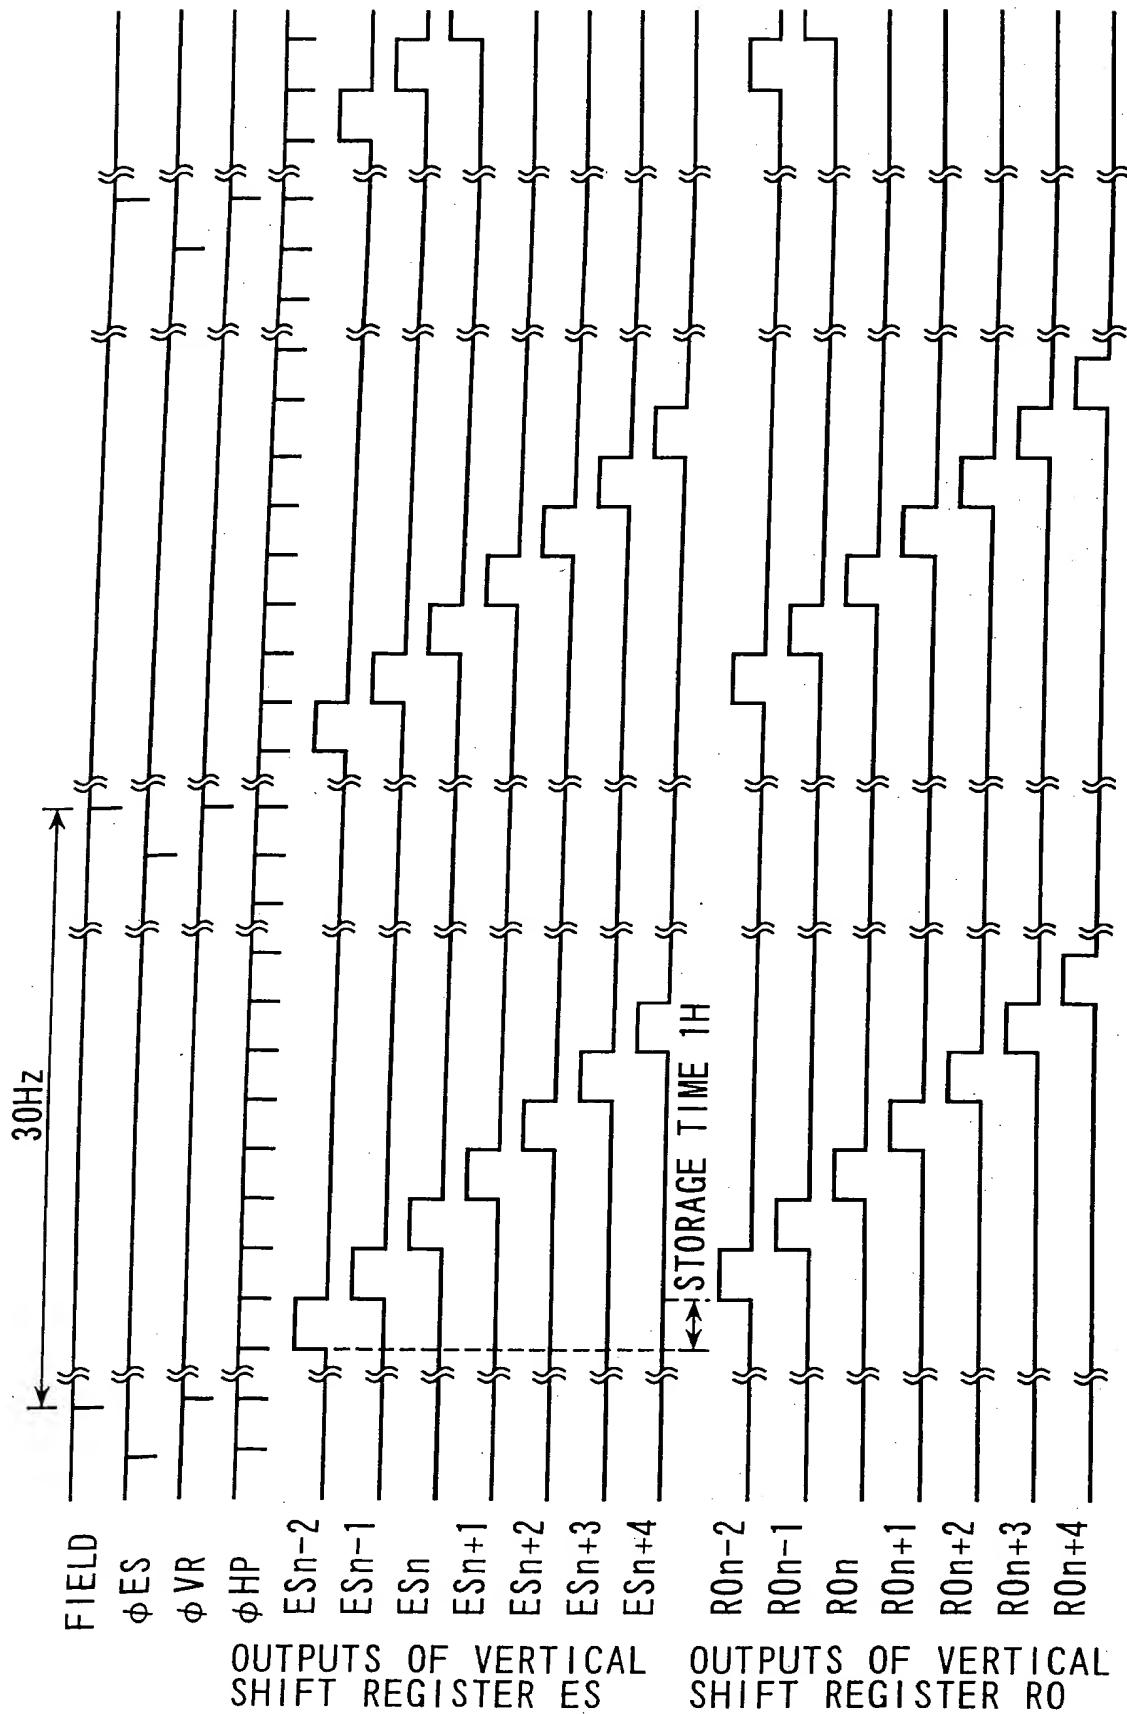 30Hz
FIELD
φES
φVR
φHP
ESn-2
ESn-1
ESn
ESn+1
ESn+2
ESn+3
ESn+4
OUTPUTS OF VERTICAL
SHIFT REGISTER ES
STORAGE TIME 1H
ROn-2
ROn-1
ROn
ROn+1
ROn+2
ROn+3
ROn+4
OUTPUTS OF VERTICAL
SHIFT REGISTER RO